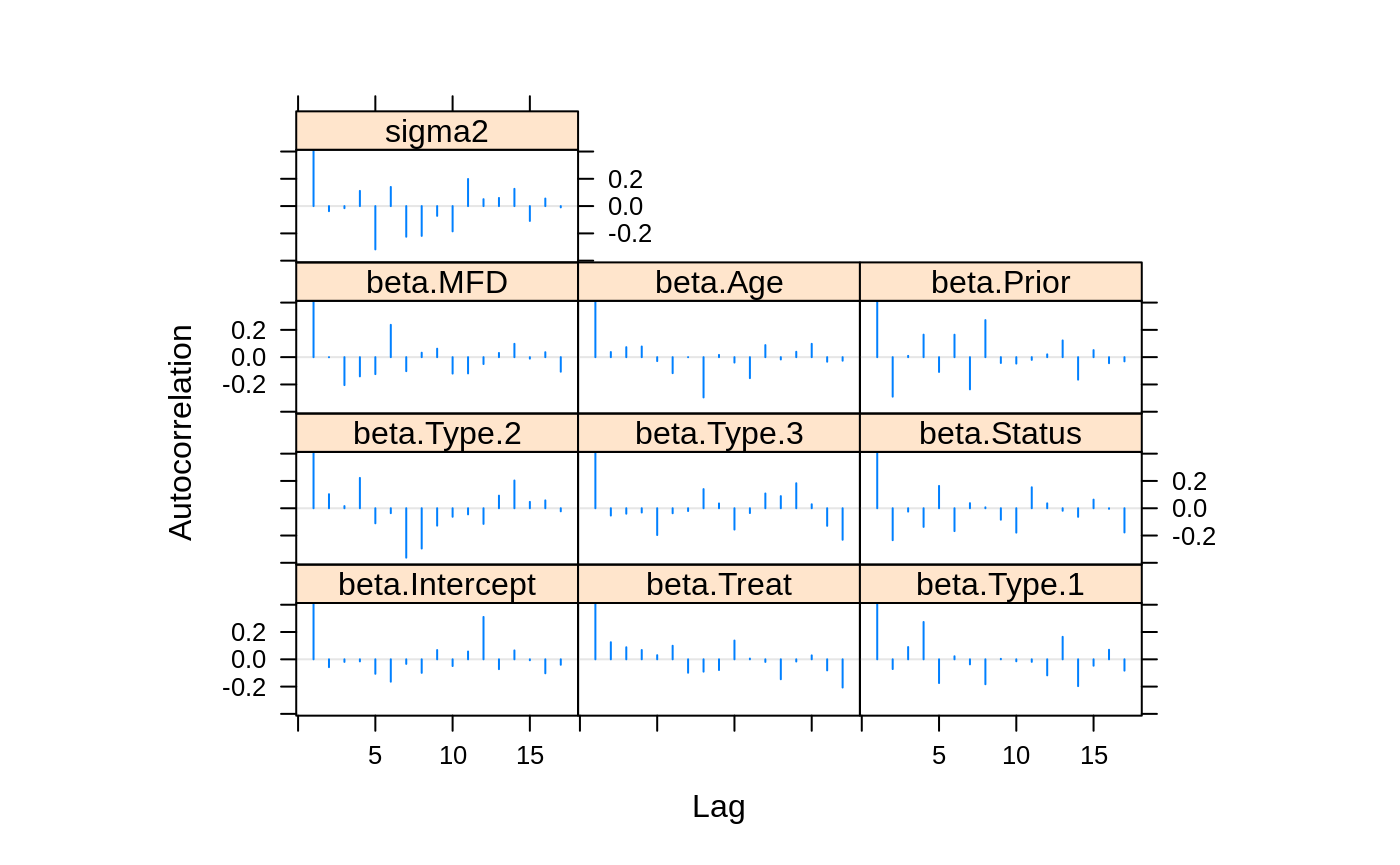 sigma2
0.2
0.0
-0.2
beta.MFD beta.Age beta.Prior
0.2
0.0
-0.2
beta.Type.2 beta.Type.3 beta.Status
0.2
0.0
-0.2
beta.Intercept beta.Treat beta.Type.1
0.2
0.0
-0.2
5 10 15 5 10 15
Lag
Autocorrelation